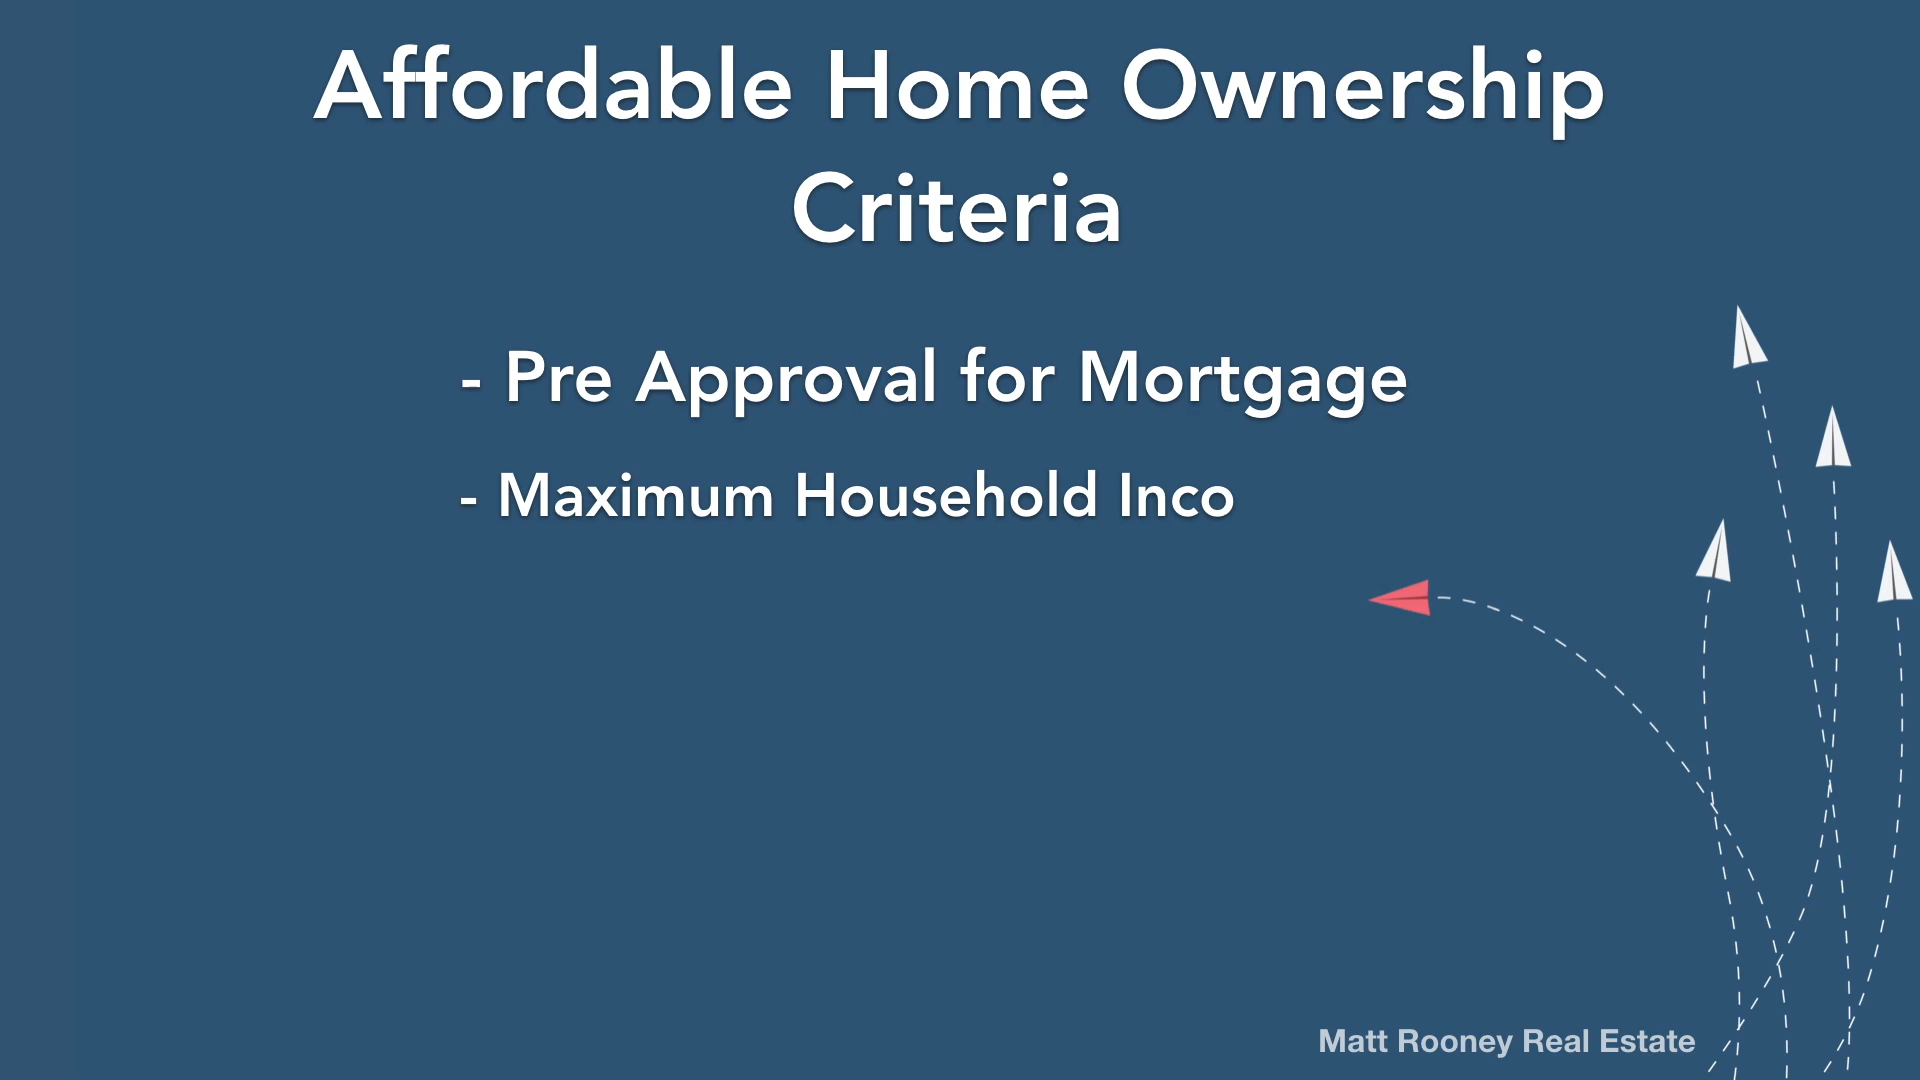 Affordable Home Ownership
Criteria
- Pre Approval for Mortgage
- Maximum Household Inco
Matt Rooney Real Estate